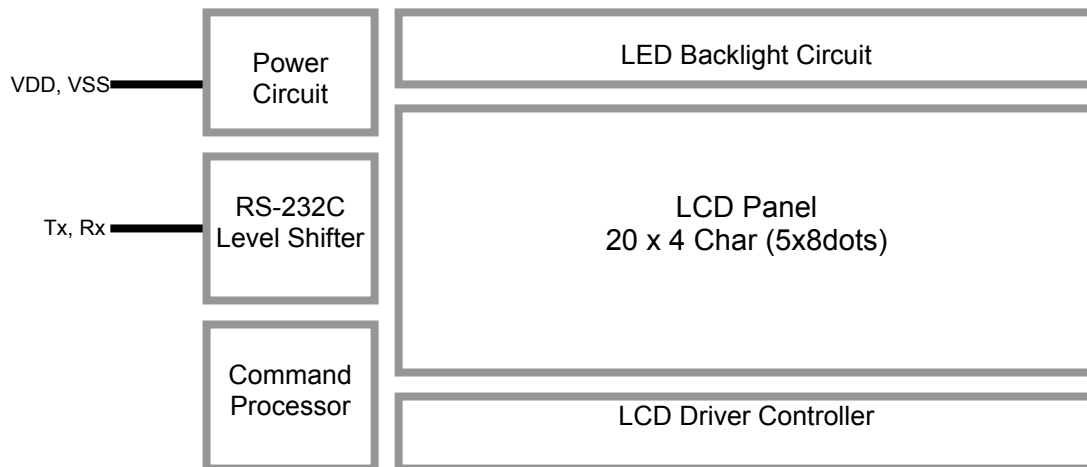 VDD, VSS
Power
Circuit
LED Backlight Circuit
Tx, Rx
RS-232C
Level Shifter
LCD Panel
20 x 4 Char (5x8dots)
Command
Processor
LCD Driver Controller